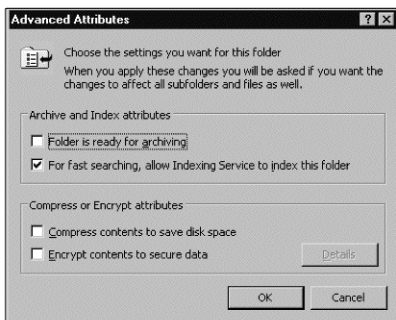 Advanced Attributes
Choose the settings you want for this folder
When you apply these changes you will be asked if you want the
changes to affect all subfolders and files as well.
Archive and Index attributes
Folder is ready for archiving
For fast searching, allow Indexing Service to index this folder
Compress or Encrypt attributes
Compress contents to save disk space
Encrypt contents to secure data
Details
OK
Cancel